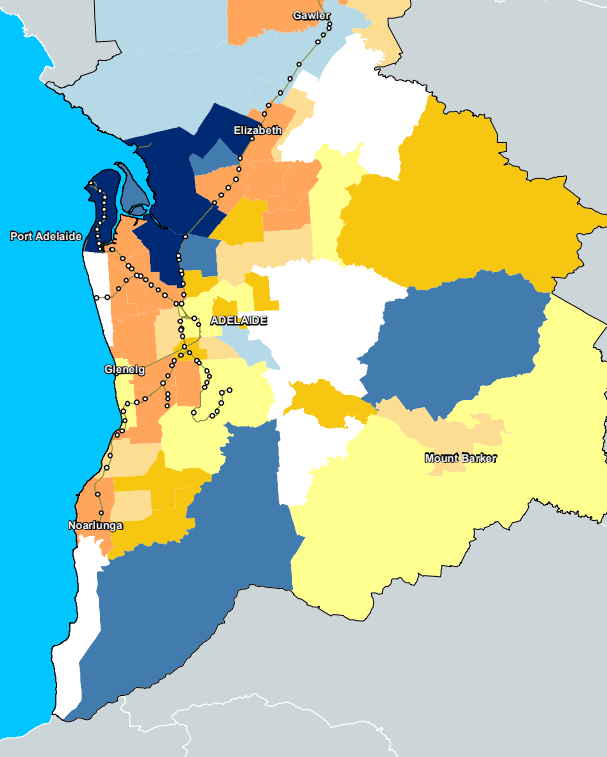 Gawler
Elizabeth
Port Adelaide
ADELAIDE
Glenelg
Mount Barker
Noarlunga